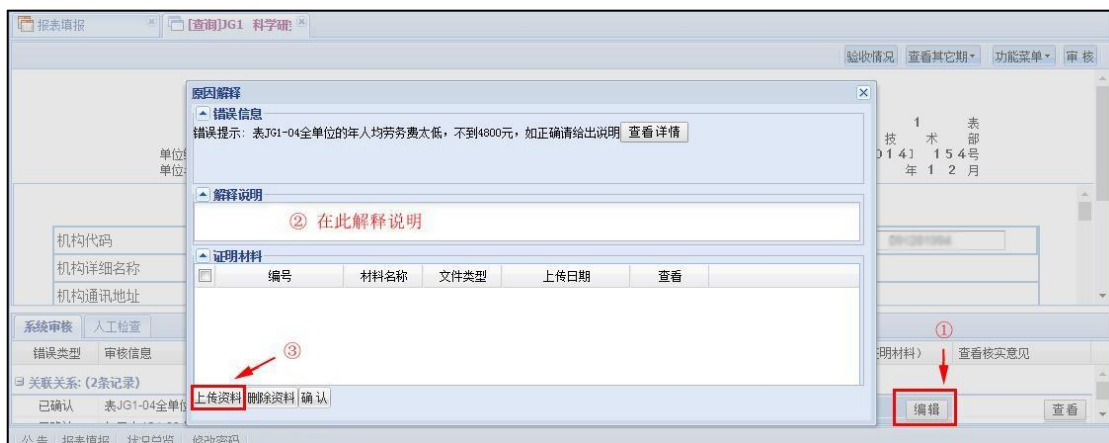 报表填报
[查询]JG1 科学研
验收情况 查看其它期 功能菜单 审 核
原因解释
错误信息
错误提示: 表JG1-04全单位的年人均劳务费太低，不到4800元，如正确请给出说明 查看详情
1 表
技 术 部
014] 154号
年 1 2 月
单位
单位
解释说明
② 在此解释说明
机构代码
机构详细名称
机构通讯地址
证明材料
编号 材料名称 文件类型 上传日期 查看
系统审核 人工检查
①
错误类型 审核信息
明材料） 查看核实意见
③
关联关系: (2条记录)
上传资料 删除资料 确 认
已确认 表JG1-04全单位
编辑 查看
公 告 报表填报 状况总览 修改密码